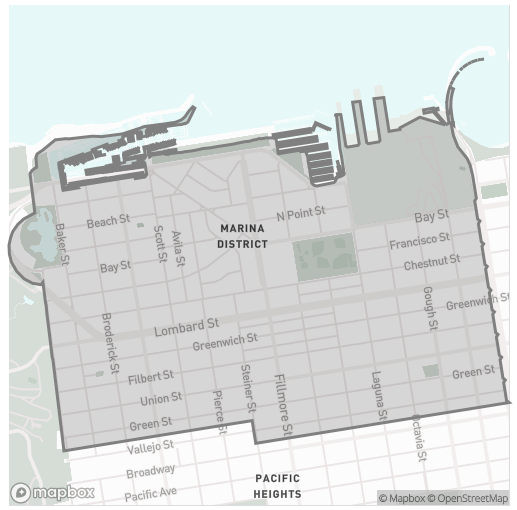 N Point St
Beach St
Bay St
MARINA
DISTRICT
Baker St
Scott St
Avila St
Francisco St
Bay St
Chestnut St
Gough St
Greenwich St
Lombard St
Broderick St
Greenwich St
Filbert St
Steiner St
Fillmore St
Laguna St
Green St
Union St
Pierce St
Green St
Octavia St
Vallejo St
Broadway
PACIFIC
HEIGHTS
Pacific Ave
mapbox
© Mapbox © OpenStreetMap